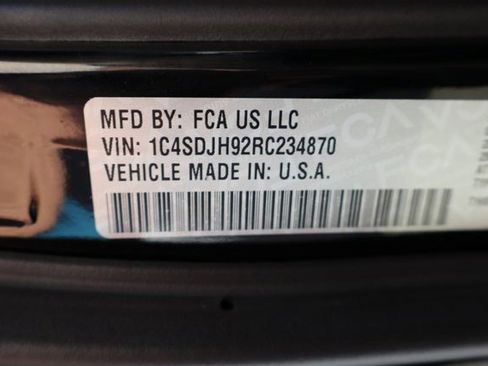 MFD BY: FCA US LLC
VIN: 1C4SDJH92RC234870
VEHICLE MADE IN: U.S.A.